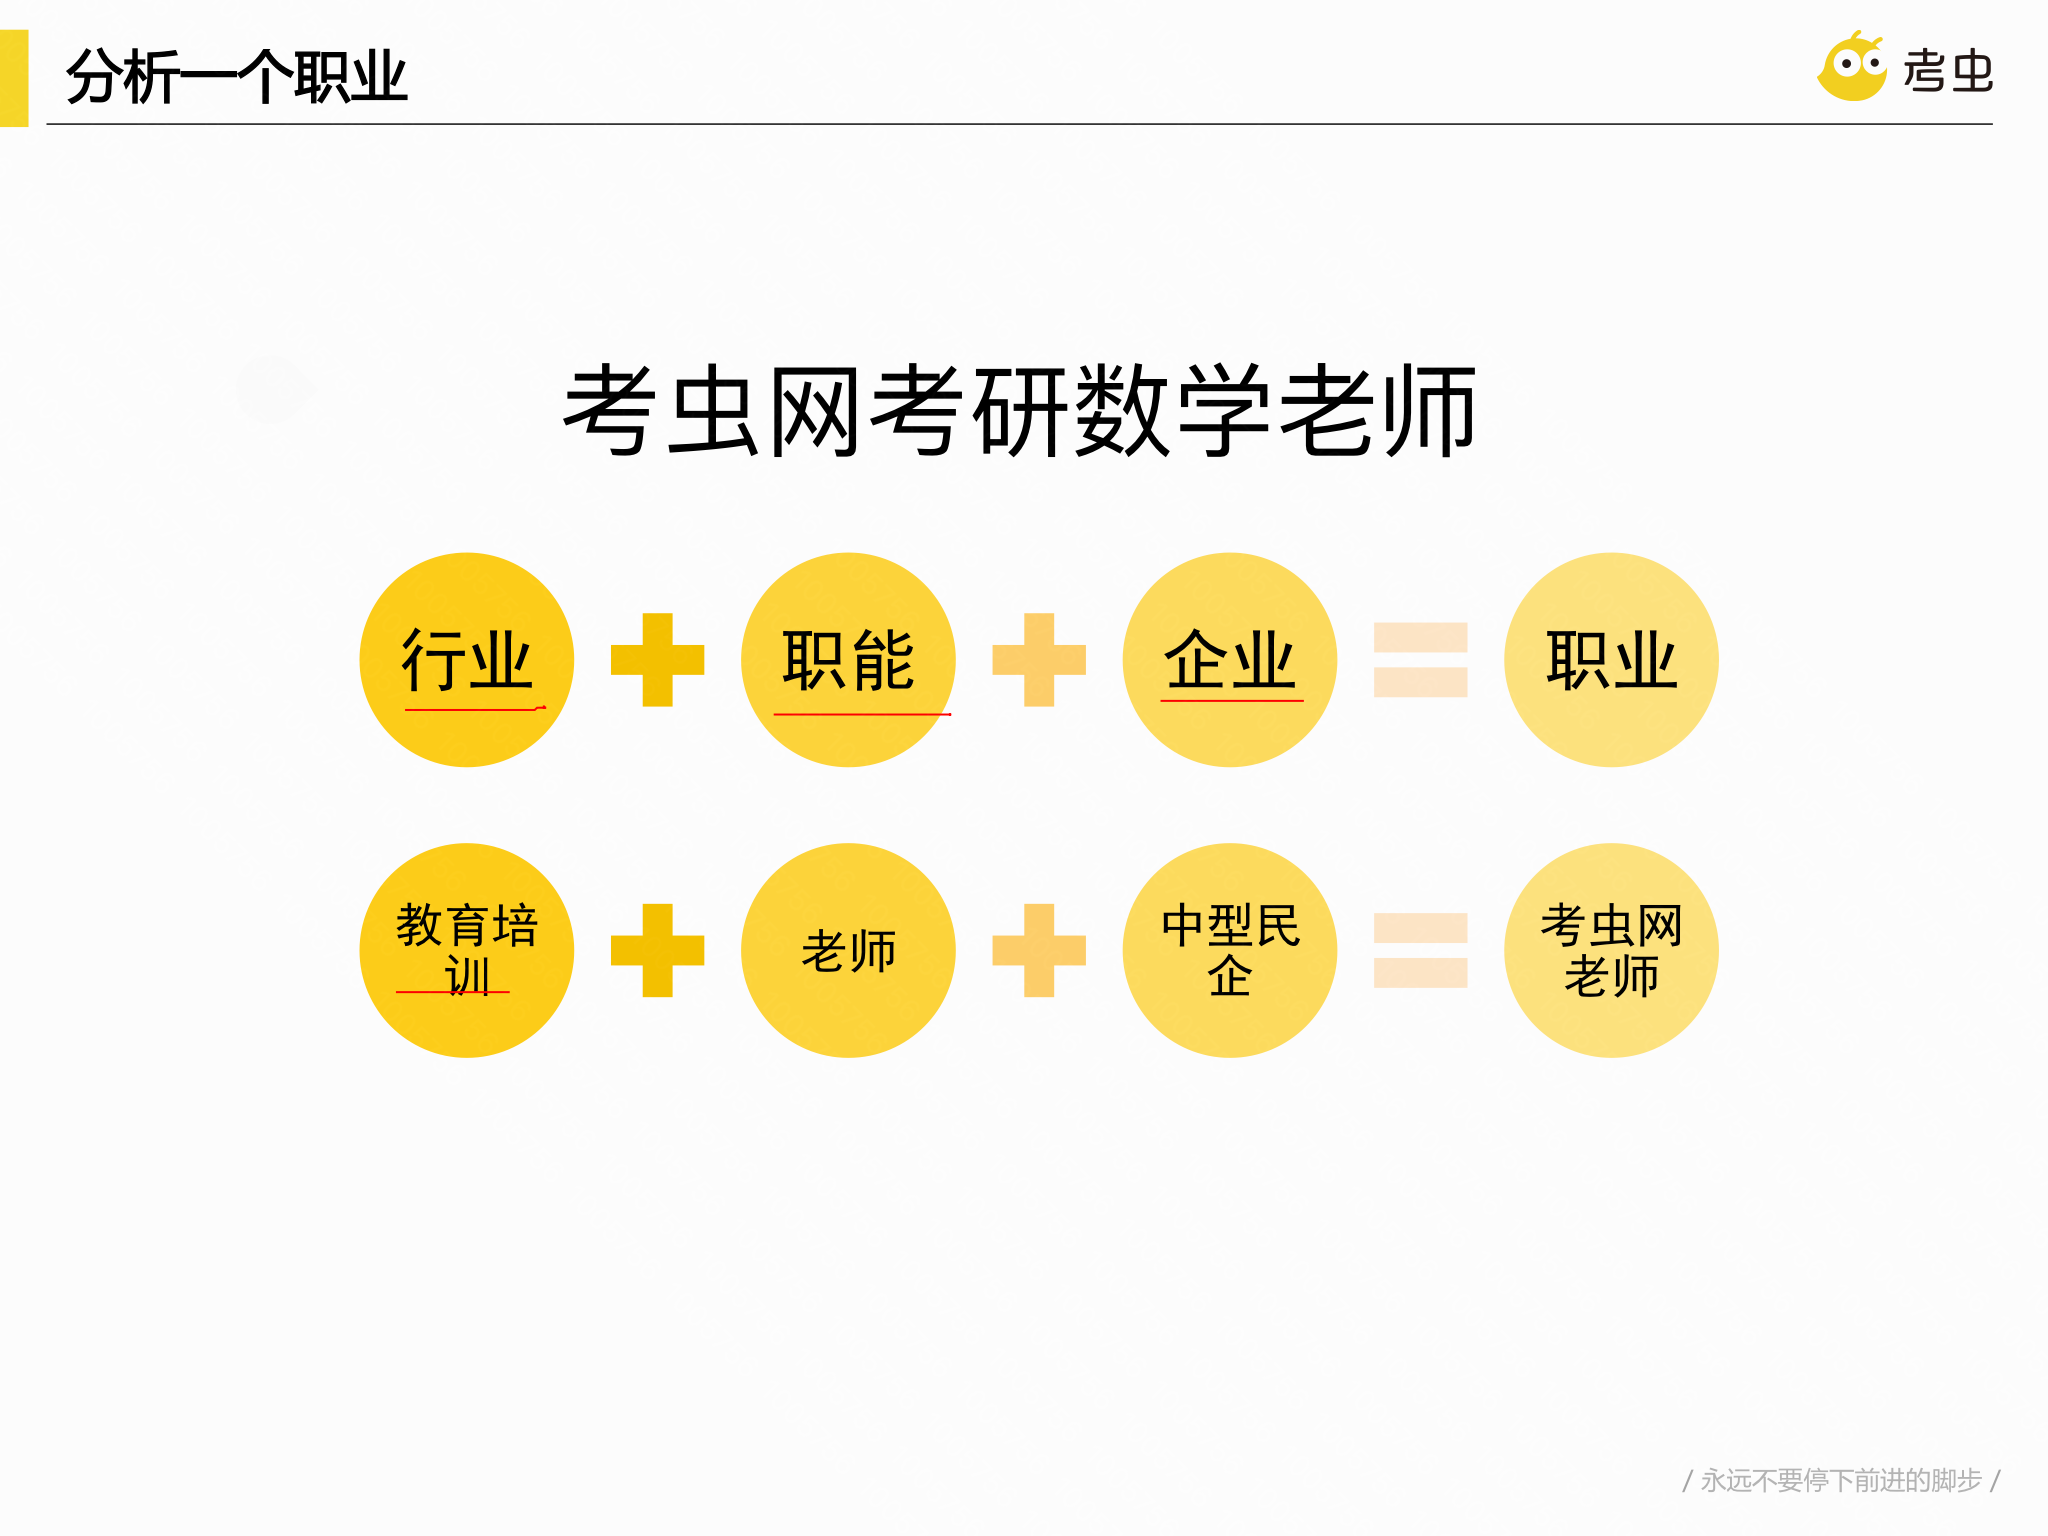 分析一个职业
考虫
考虫网考研数学老师
行业
职能
企业
职业
教育培
训
老师
中型民
企
考虫网
老师
/ 永远不要停下前进的脚步 /